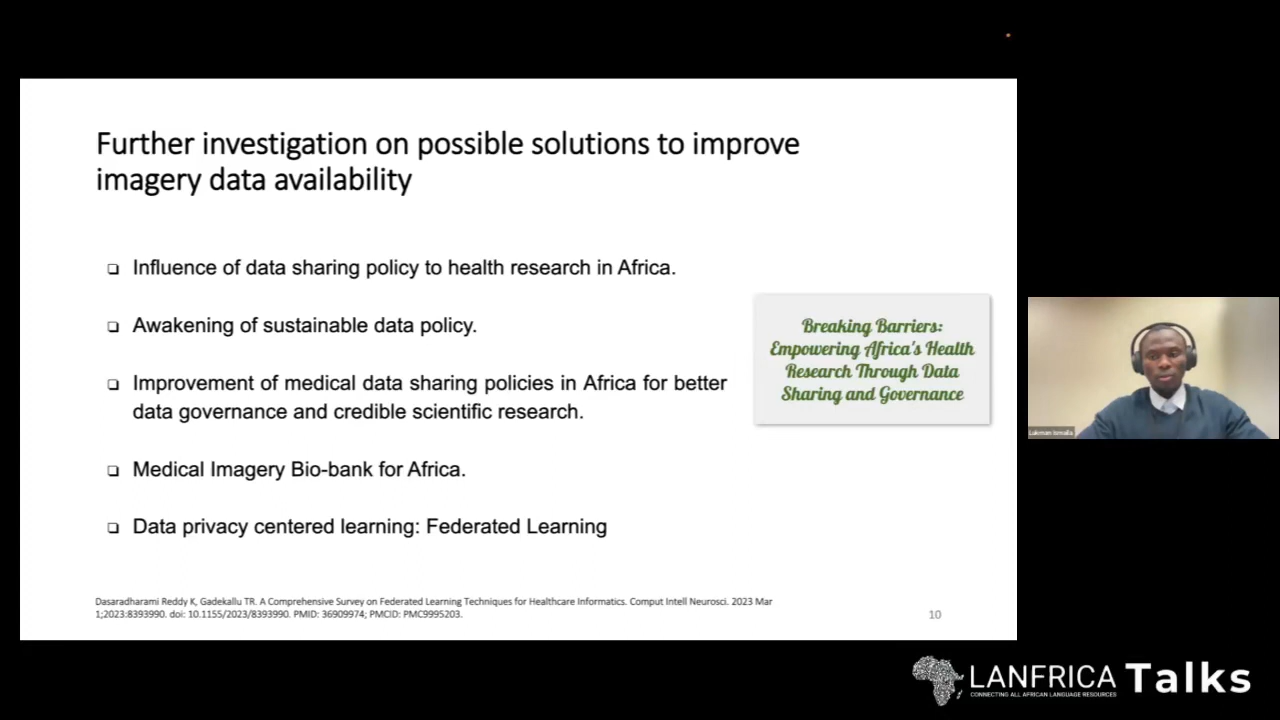 Further investigation on possible solutions to improve
imagery data availability
❑ Influence of data sharing policy to health research in Africa.
❑ Awakening of sustainable data policy.
❑ Improvement of medical data sharing policies in Africa for better
data governance and credible scientific research.
❑ Medical Imagery Bio-bank for Africa.
❑ Data privacy centered learning: Federated Learning
Breaking Barriers:
Empowering Africa's Health
Research Through Data
Sharing and Governance
Dasaradharami Reddy K, Gadekallu TR. A Comprehensive Survey on Federated Learning Techniques for Healthcare Informatics. Comput Intell Neurosci. 2023 Mar
1;2023:8393990. doi: 10.1155/2023/8393990. PMID: 36909974; PMCID: PMC9995203.
10
Lukman Ismaila
LANFRICA Talks
CONNECTING ALL AFRICAN LANGUAGE RESOURCES